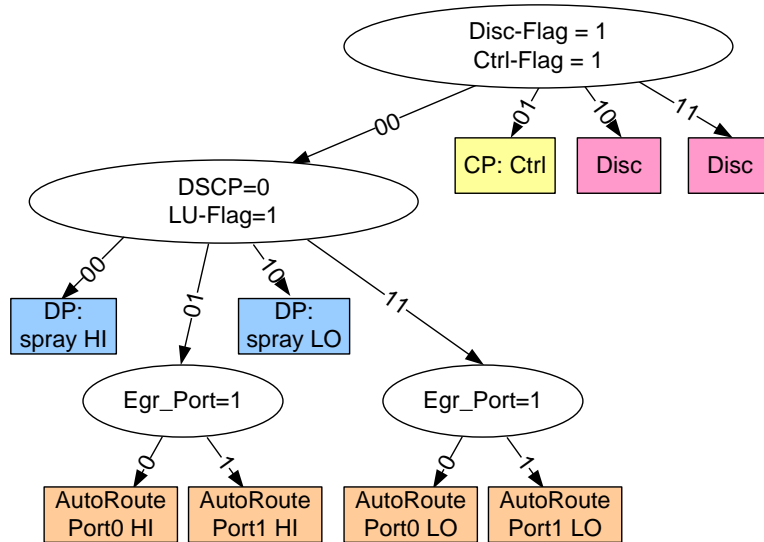 Disc-Flag = 1
Ctrl-Flag = 1
00
01
10
11
CP: Ctrl
Disc
Disc
DSCP=0
LU-Flag=1
00
01
10
11
DP:
spray HI
DP:
spray LO
Egr_Port=1
Egr_Port=1
0
1
0
1
AutoRoute
Port0 HI
AutoRoute
Port1 HI
AutoRoute
Port0 LO
AutoRoute
Port1 LO